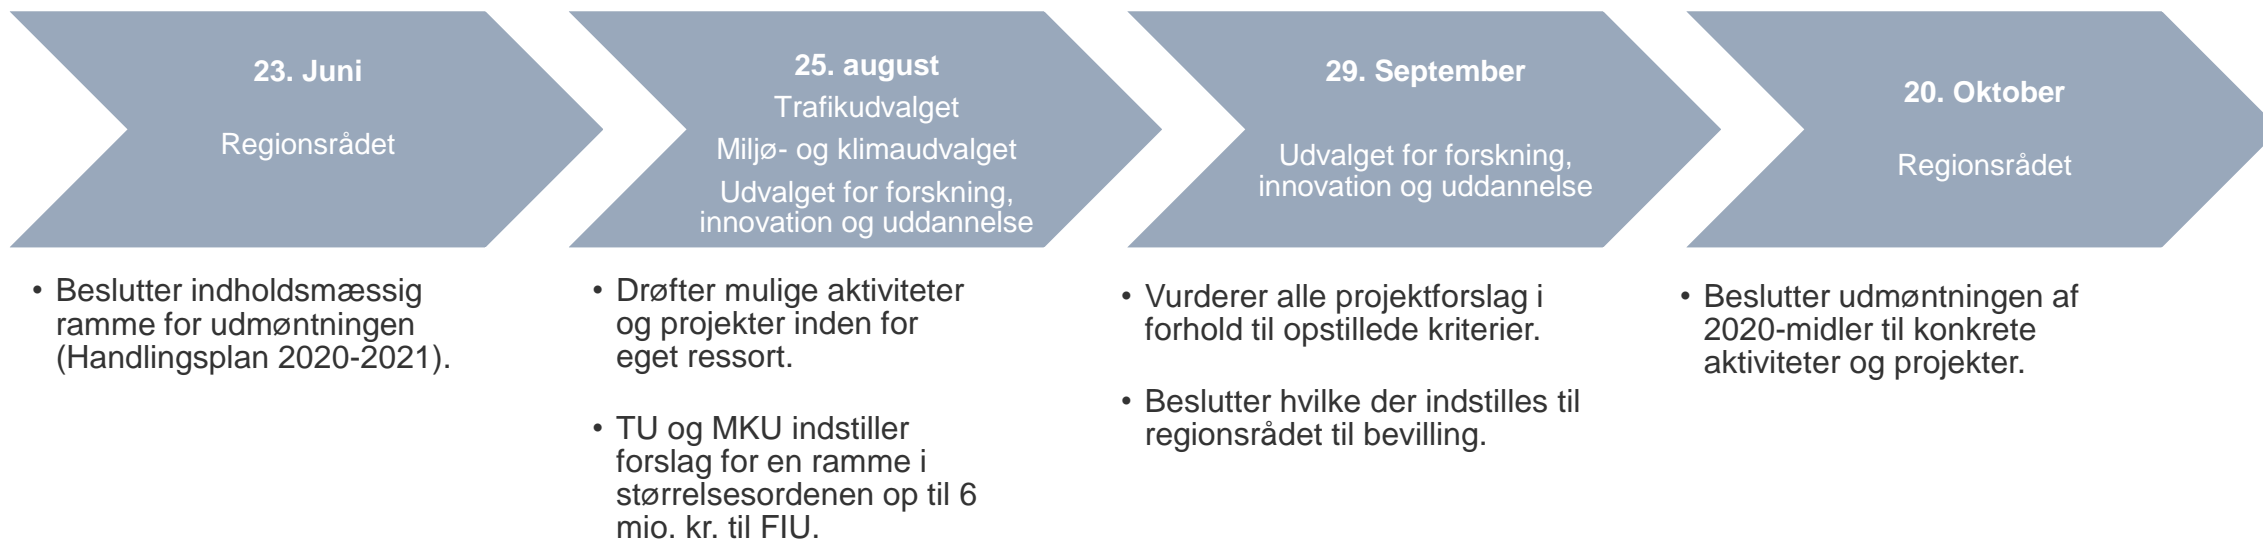 23. Juni
Regionsrådet
• Beslutter indholdsmæssig
ramme for udmøntningen
(Handlingsplan 2020-2021).
25. august
Trafikudvalget
Miljø- og klimaudvalget
Udvalget for forskning,
innovation og uddannelse
• Drøfter mulige aktiviteter
og projekter inden for
eget ressort.
• TU og MKU indstiller
forslag for en ramme i
størrelsesordenen op til 6
mio. kr. til FIU.
29. September
Udvalget for forskning,
innovation og uddannelse
• Vurderer alle projektforslag i
forhold til opstillede kriterier.
• Beslutter hvilke der indstilles til
regionsrådet til bevilling.
20. Oktober
Regionsrådet
• Beslutter udmøntningen af
2020-midler til konkrete
aktiviteter og projekter.